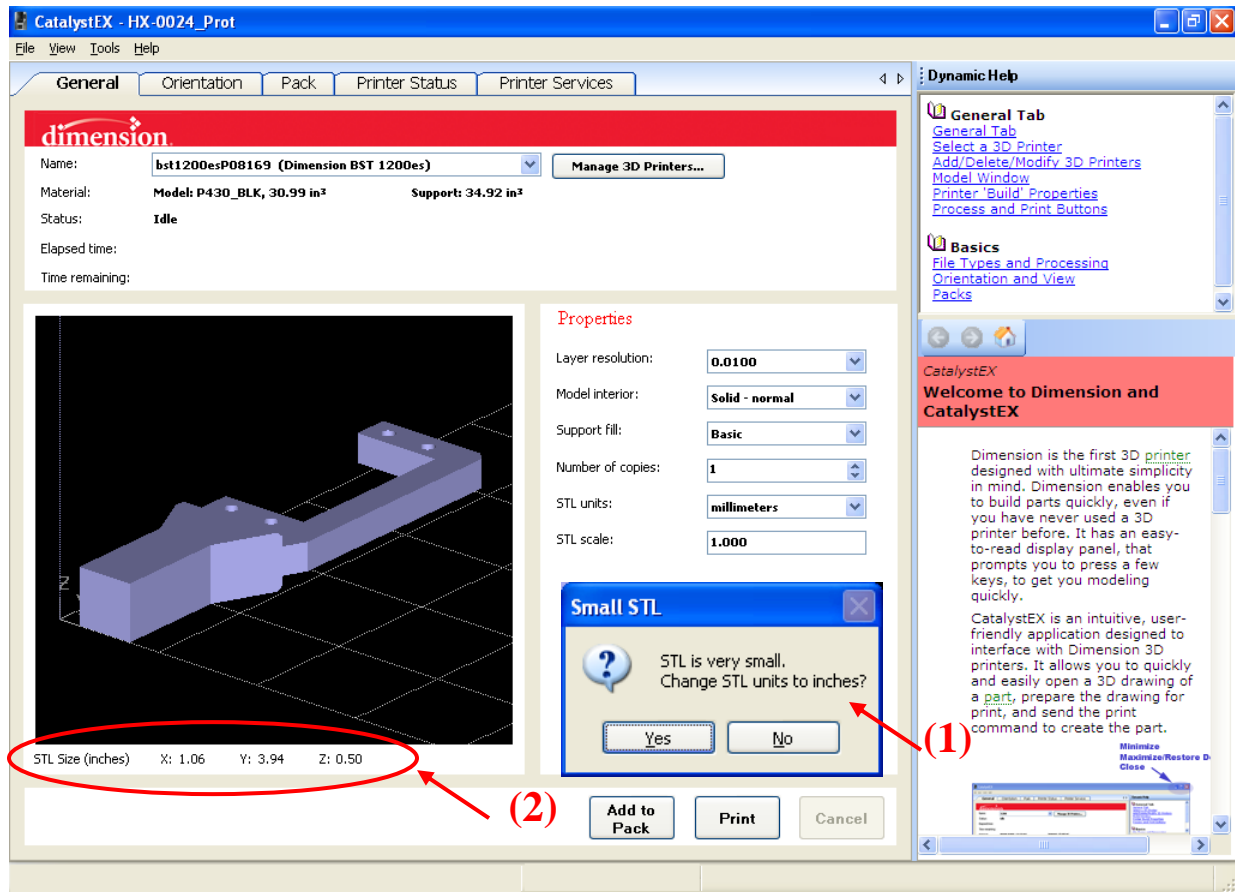 CatalystEX - HX-0024_Prot
File View Tools Help
General Orientation Pack Printer Status Printer Services
dimension
Name: bst1200esP08169 (Dimension BST 1200es) Manage 3D Printers...
Material: Model: P430_BLK, 30.99 in³ Support: 34.92 in³
Status: Idle
Elapsed time:
Time remaining:
Z
STL Size (inches) X: 1.06 Y: 3.94 Z: 0.50
(2)
Properties
Layer resolution: 0.0100
Model interior: Solid - normal
Support fill: Basic
Number of copies: 1
STL units: millimeters
STL scale: 1.000
Small STL
STL is very small.
Change STL units to inches?
Yes No
(1)
Add to
Pack
Print
Cancel
Dynamic Help
General Tab
General Tab
Select a 3D Printer
Add/Delete/Modify 3D Printers
Model Window
Printer 'Build' Properties
Process and Print Buttons
Basics
File Types and Processing
Orientation and View
Packs
CatalystEX
Welcome to Dimension and
CatalystEX
Dimension is the first 3D printer
designed with ultimate simplicity
in mind. Dimension enables you
to build parts quickly, even if
you have never used a 3D
printer before. It has an easy-
to-read display panel, that
prompts you to press a few
keys, to get you modeling
quickly.
CatalystEX is an intuitive, user-
friendly application designed to
interface with Dimension 3D
printers. It allows you to quickly
and easily open a 3D drawing of
a part, prepare the drawing for
print, and send the print
command to create the part.
Minimize
Maximize/Restore D
Close